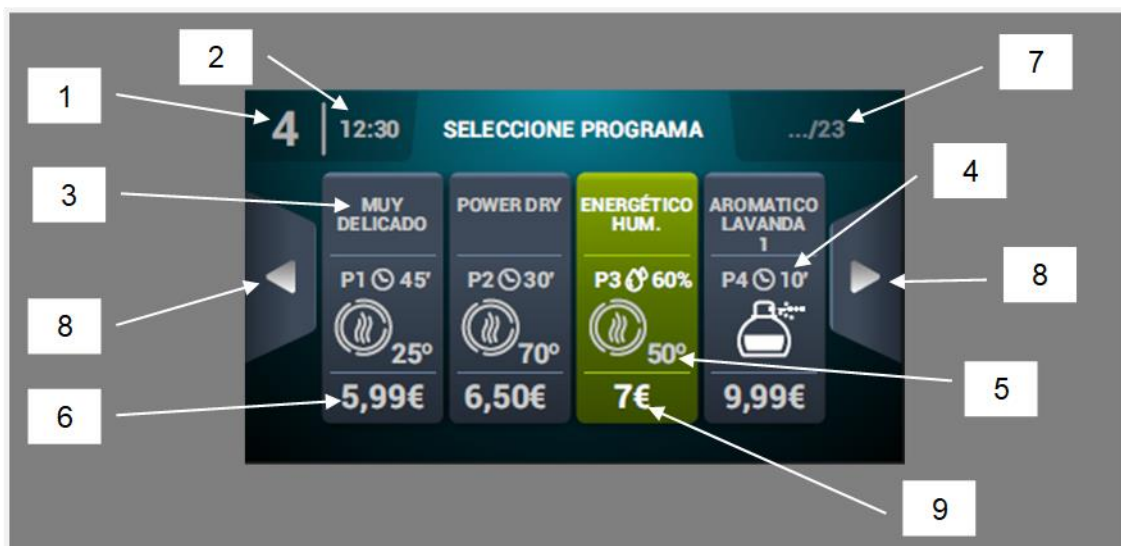 2
7
1
4
12:30 SELECCIONE PROGRAMA .../23
4
3
MUY
DELICADO
POWER DRY
ENERGÉTICO
HUM.
AROMATICO
LAVANDA
1
P1 45'
P2 30'
P3 60%
P4 10'
8
8
25º
70º
50º
5
6
5,99€
6,50€
7€
9,99€
9